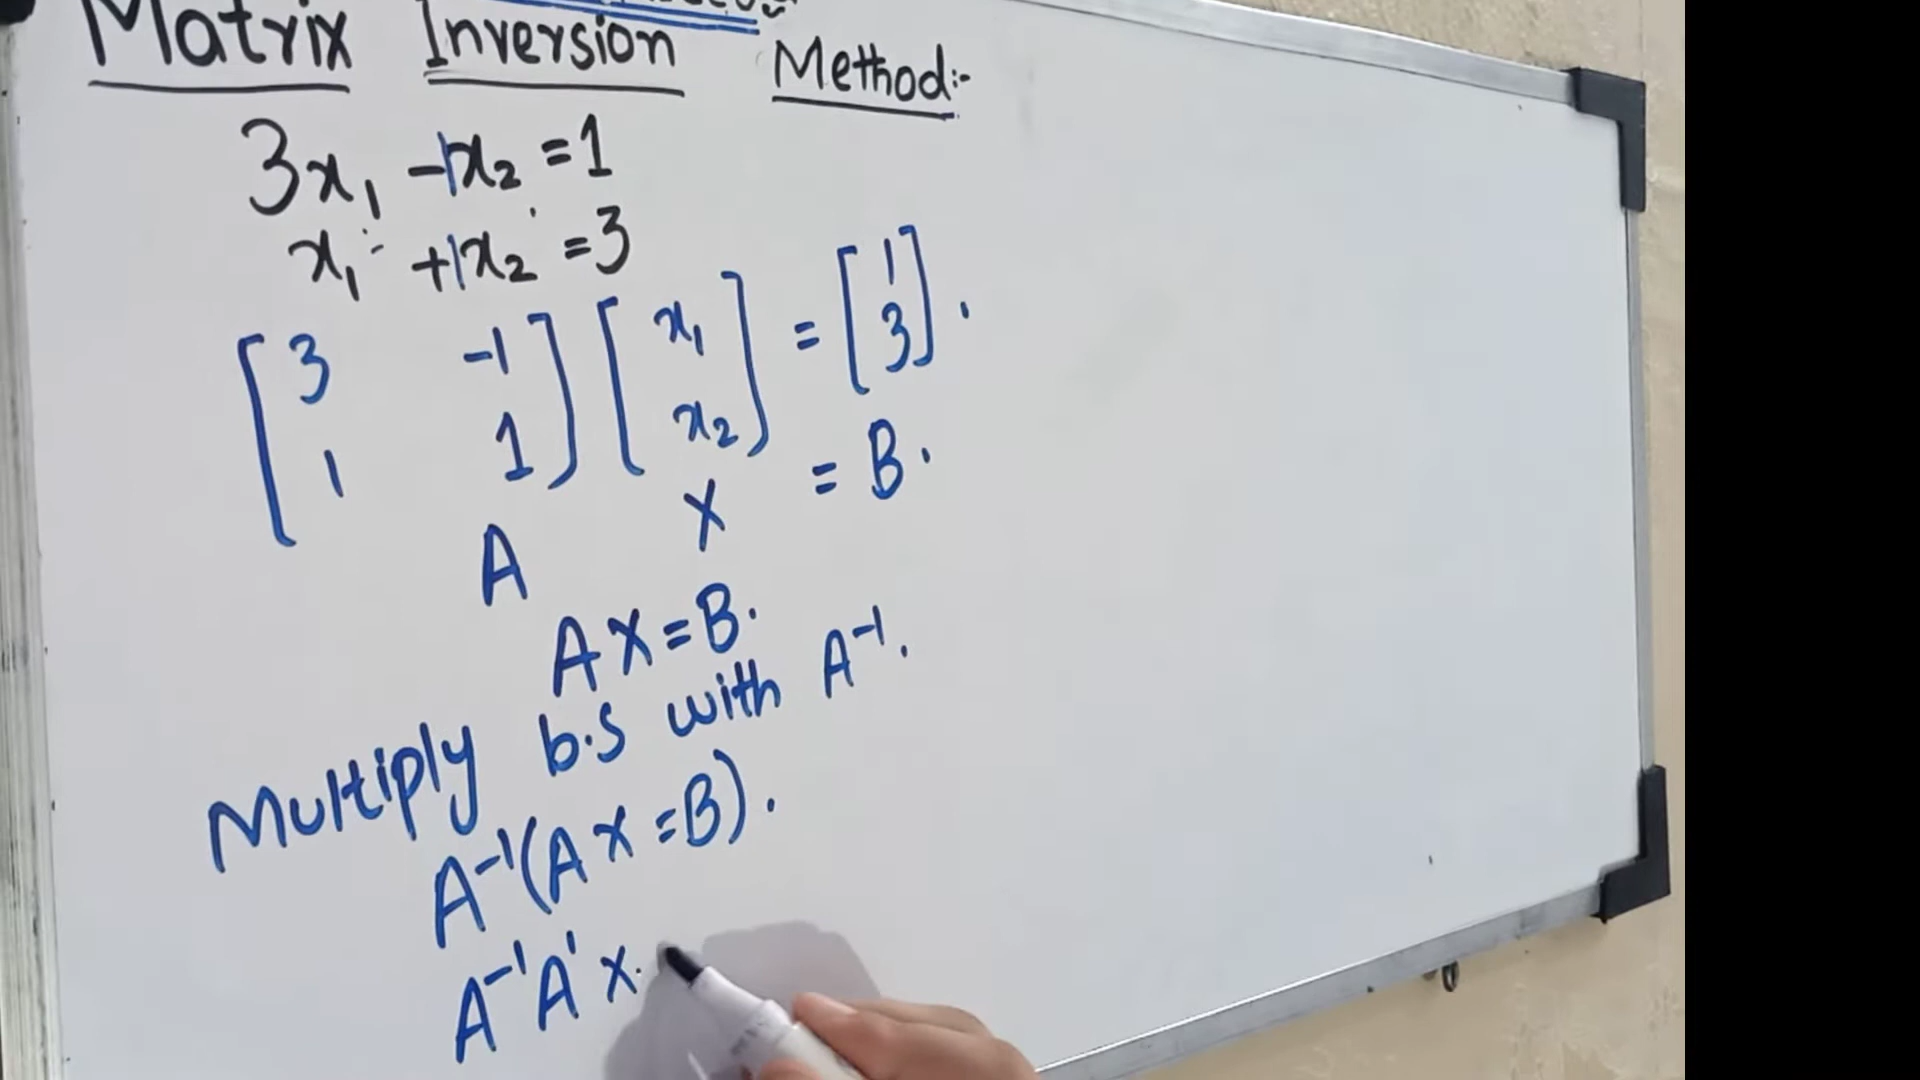 Matrix Inversion Method:-
3x₁ -1x₂ =1
x₁ +1x₂ =3
[3 -1] [x₁] = [1] .
[1 1] [x₂] [3]
A X = B.
AX=B.
Multiply b.s with A⁻¹.
A⁻¹(AX=B).
A⁻¹A¹X.